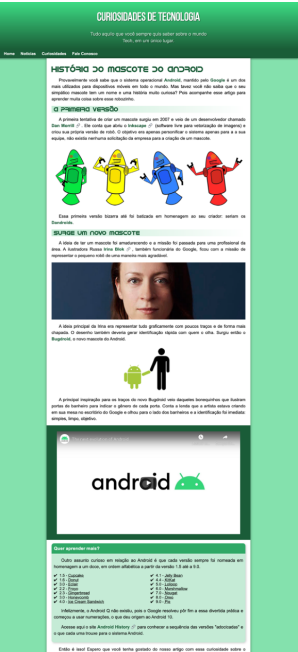 CURIOSIDADES DE TECNOLOGIA
Tudo aquilo que você sempre quis saber sobre o mundo
Tech, em um único lugar.
Home Notícias Curiosidades Fale Conosco
HISTÓRIA DO MASCOTE DO ANDROID
Provavelmente você sabe que o sistema operacional Android, mantido pelo Google é um dos
mais utilizados para dispositivos móveis em todo o mundo. Mas talvez você não saiba que o seu
simpático mascote tem um nome e uma história muito curiosa? Pois acompanhe esse artigo para
aprender muita coisa sobre esse robozinho.
A PRIMEIRA VERSÃO
A primeira tentativa de criar um mascote surgiu em 2007 e veio de um desenvolvedor chamado
Dan Morrill. Ele conta que abriu o Inkscape (software livre para vetorização de imagens) e
criou sua própria versão de robô. O objetivo era apenas personificar o sistema apenas para a sua
equipe, não existia nenhuma solicitação da empresa para a criação de um mascote.
Essa primeira versão bizarra até foi batizada em homenagem ao seu criador: seriam os
Dandroids.
SURGE UM NOVO MASCOTE
A ideia de ter um mascote foi amadurecendo e a missão foi passada para uma profissional da
área. A ilustradora Russa Irina Blok, também funcionária do Google, ficou com a missão de
representar o pequeno robô de uma maneira mais agradável.
A ideia principal da Irina era representar tudo graficamente com poucos traços e de forma mais
chapada. O desenho também deveria gerar identificação rápida com quem o olha. Surgiu então o
Bugdroid, o novo mascote do Android.
A principal inspiração para os traços do novo Bugdroid veio daqueles bonequinhos que ilustram
portas de banheiro para indicar o gênero de cada porta. Conta a lenda que a artista estava criando
em sua mesa no escritório do Google e olhou para o lado dos banheiros e a identificação foi imediata:
simples, limpo, objetivo.
android
Quer aprender mais?
Outro assunto curioso em relação ao Android é que cada versão sempre foi nomeada em
homenagem a um doce, em ordem alfabética a partir da versão 1.5 até a 9.0.
1.5 - Cupcake
1.6 - Donut
2.0 - Eclair
2.2 - Froyo
2.3 - Gingerbread
3.0 - Honeycomb
4.0 - Ice Cream Sandwich
4.1 - Jelly Bean
4.4 - KitKat
5.0 - Lollipop
6.0 - Marshmallow
7.0 - Nougat
8.0 - Oreo
9.0 - Pie
Infelizmente, o Android Q não existiu, pois o Google resolveu pôr fim a essa divertida prática e
começou a usar numerações, o que deu origem ao Android 10.
Acesse aqui o site Android History para conhecer a sequência das versões "adocicadas" e
o que cada uma trouxe para o sistema Android.
Então é isso! Espero que você tenha gostado do nosso artigo com essa curiosidade sobre o